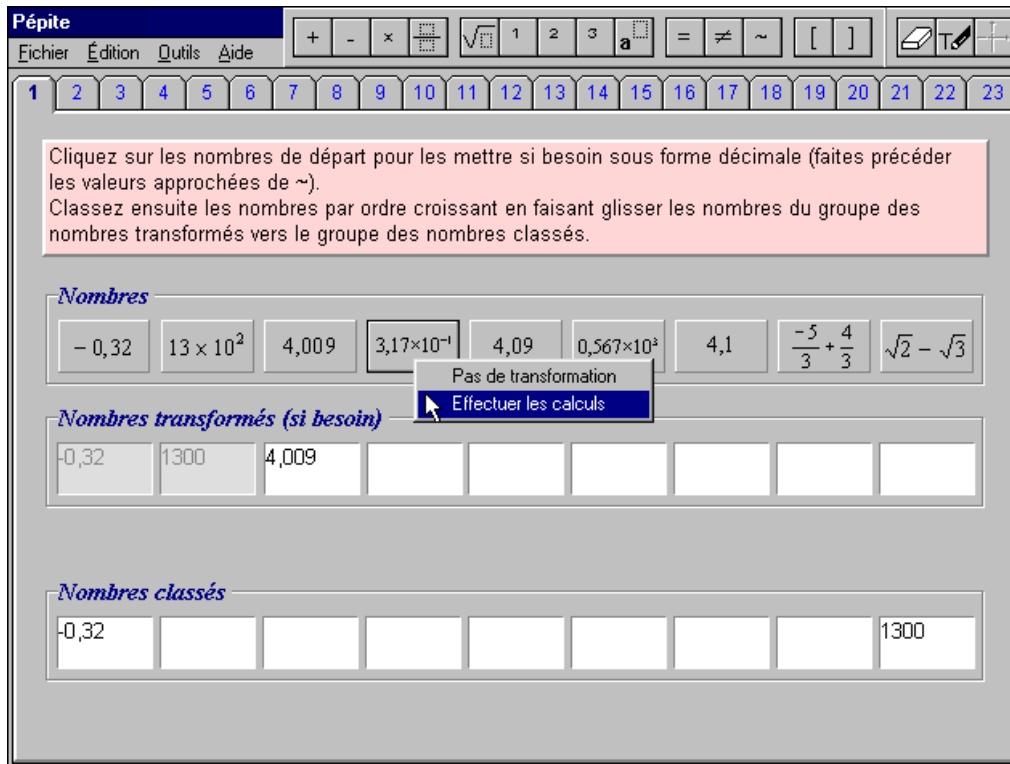 Pépite
Fichier Édition Outils Aide
+ - × √ 1 2 3 a = ≠ ~ [ ] T
1 2 3 4 5 6 7 8 9 10 11 12 13 14 15 16 17 18 19 20 21 22 23
Cliquez sur les nombres de départ pour les mettre si besoin sous forme décimale (faites précéder
les valeurs approchées de ~).
Classez ensuite les nombres par ordre croissant en faisant glisser les nombres du groupe des
nombres transformés vers le groupe des nombres classés.
Nombres
− 0,32 13 × 10² 4,009 3,17×10⁻¹ 4,09 0,567×10³ 4,1 -5/3 + 4/3 √2 − √3
Pas de transformation
Effectuer les calculs
Nombres transformés (si besoin)
-0,32 1300 4,009
Nombres classés
-0,32 1300